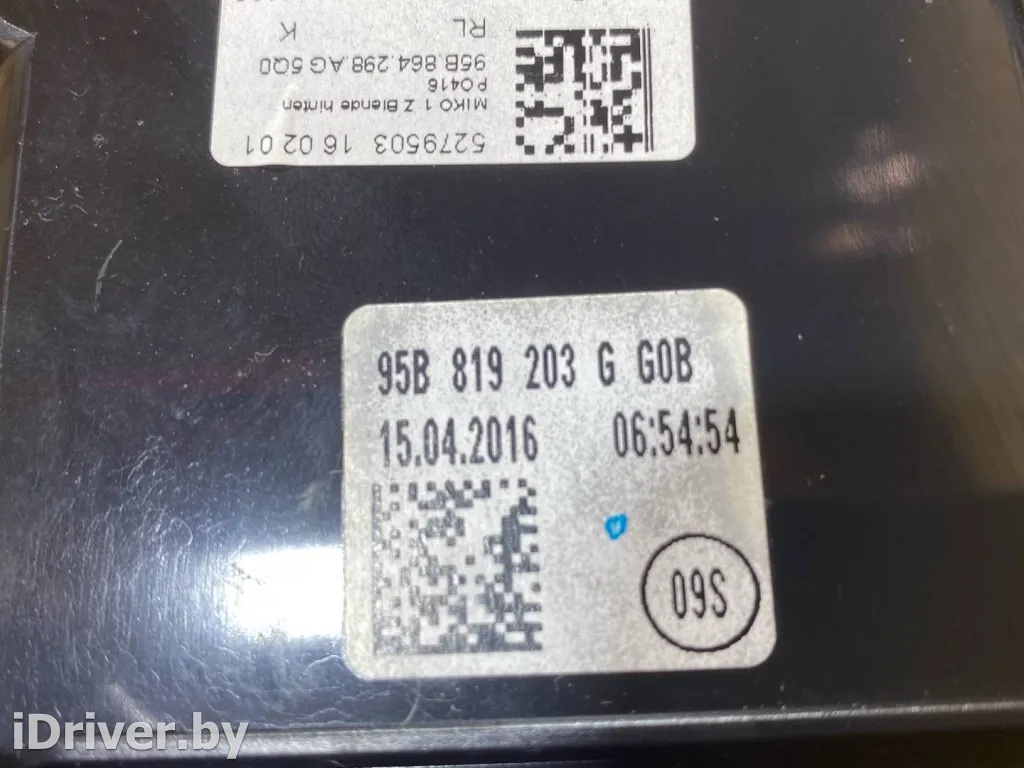 RL K
95B.864.298.AG 5Q0
P0416
MIKO 1 Z Blende hinten
5279503 16 02 01
95B 819 203 G G0B
15.04.2016 06:54:54
09S
iDriver.by